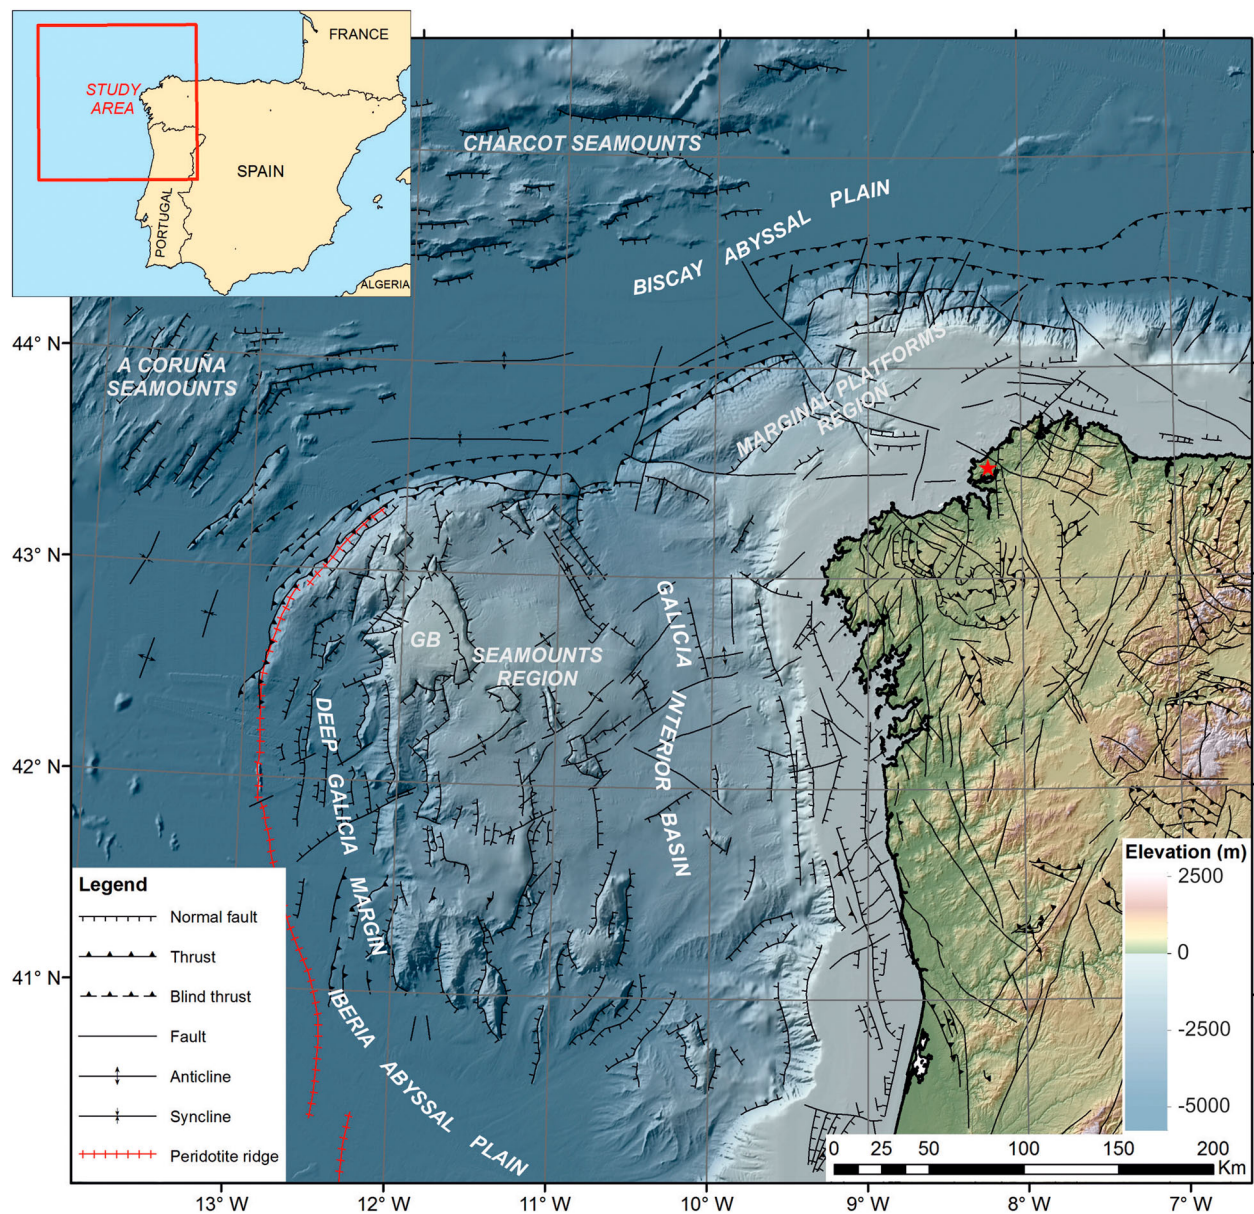 FRANCE
STUDY
AREA
SPAIN
PORTUGAL
ALGERIA
CHARCOT SEAMOUNTS
BISCAY ABYSSAL PLAIN
44° N
A CORUÑA
SEAMOUNTS
MARGINAL PLATFORMS
REGION
43° N
GB
SEAMOUNTS
REGION
GALICIA INTERIOR BASIN
DEEP GALICIA MARGIN
42° N
41° N
IBERIA ABYSSAL PLAIN
Legend
Normal fault
Thrust
Blind thrust
Fault
Anticline
Syncline
Peridotite ridge
Elevation (m)
2500
0
-2500
-5000
0 25 50 100 150 200
Km
13° W 12° W 11° W 10° W 9° W 8° W 7° W